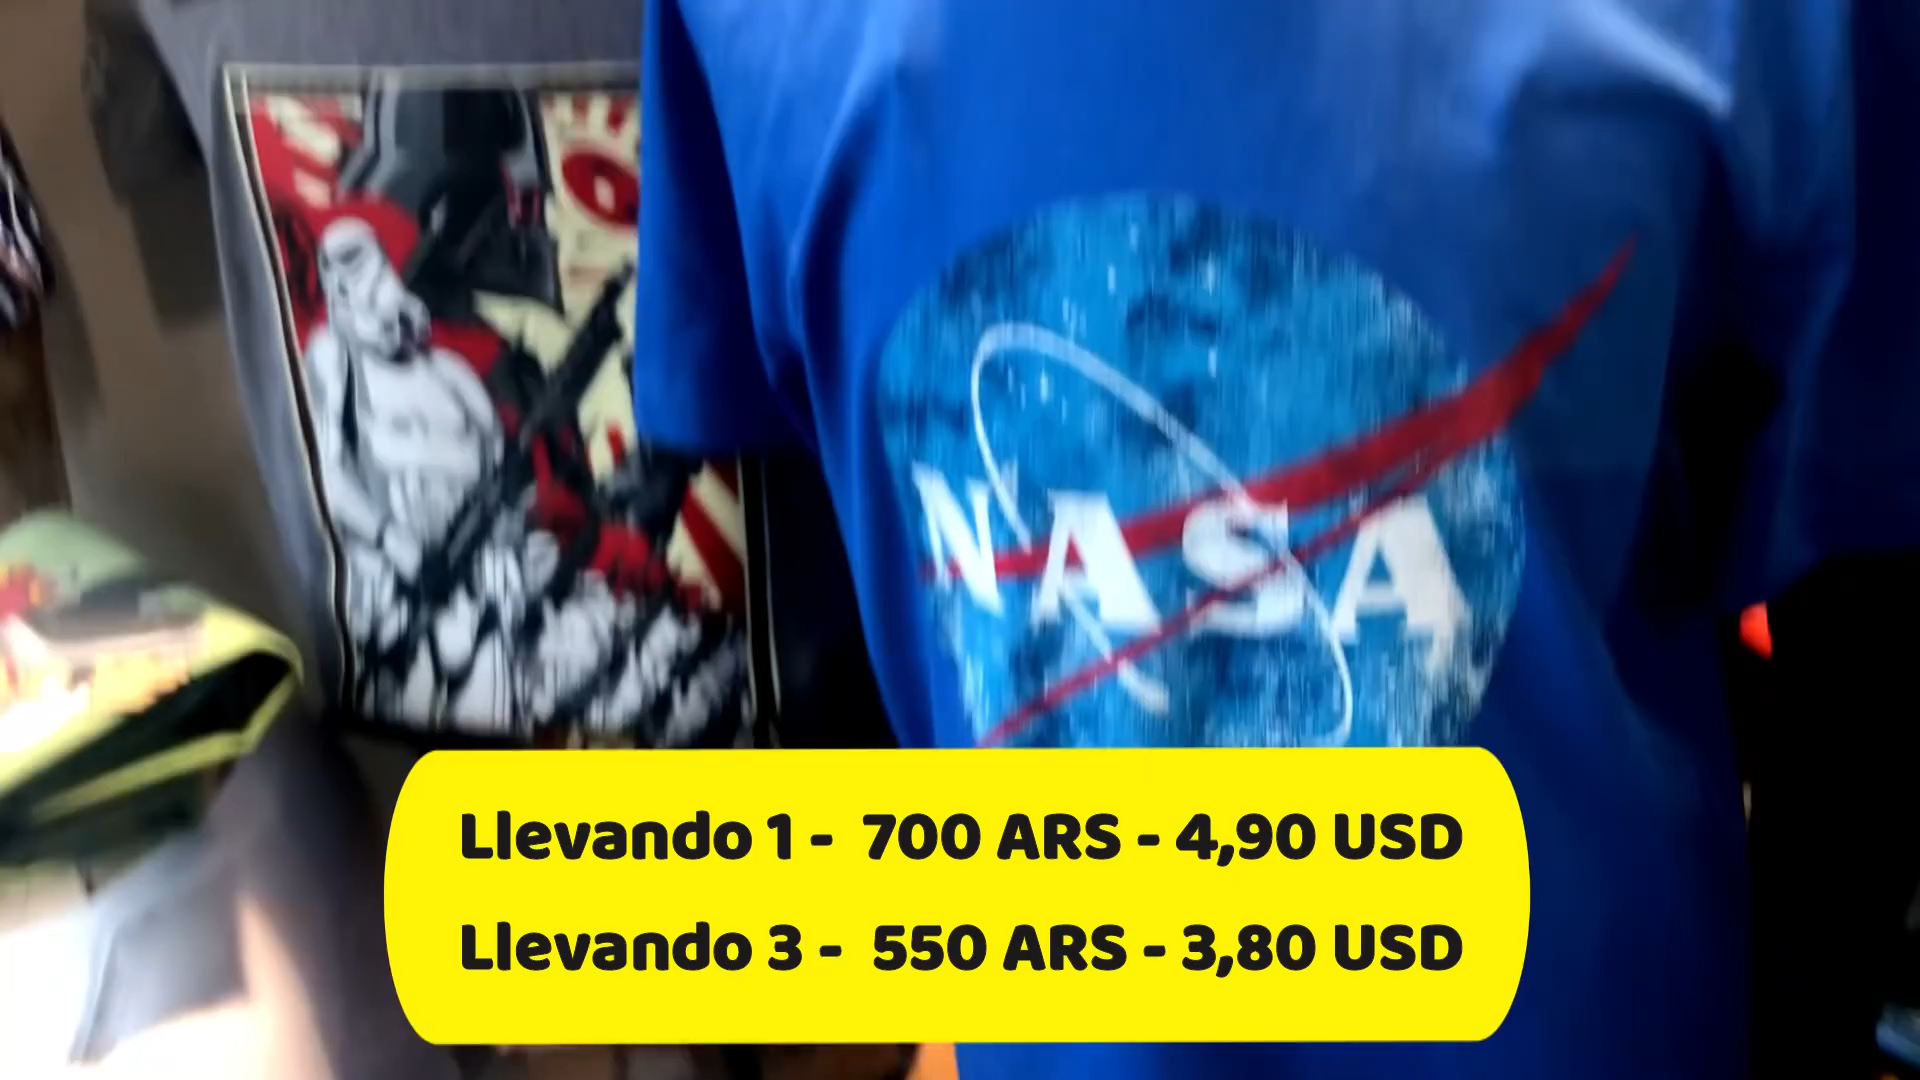 NASA
Llevando 1 - 700 ARS - 4,90 USD
Llevando 3 - 550 ARS - 3,80 USD